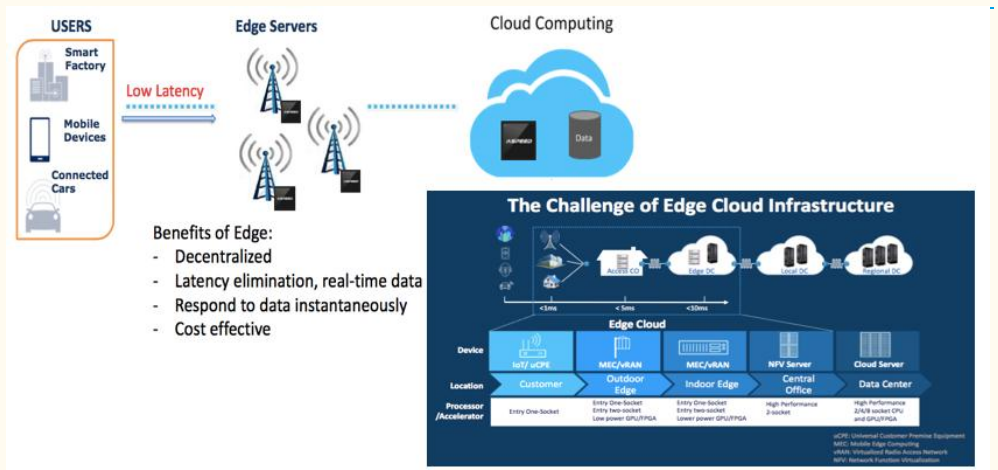 USERS
Smart
Factory
Mobile
Devices
Connected
Cars
Low Latency
Edge Servers
Cloud Computing
ASPEED
Data
Benefits of Edge:
- Decentralized
- Latency elimination, real-time data
- Respond to data instantaneously
- Cost effective
The Challenge of Edge Cloud Infrastructure
Access CO
Edge DC
Local DC
Regional DC
<1ms
<5ms
<10ms
Edge Cloud
Device
IoT/ uCPE
MEC/vRAN
MEC/vRAN
NFV Server
Cloud Server
Location
Customer
Outdoor
Edge
Indoor Edge
Central
Office
Data Center
Processor
/Accelerator
Entry One-Socket
Entry One-Socket
Entry two-socket
Low power GPU/FPGA
Entry One-Socket
Entry two-socket
Lower power GPU/FPGA
High Performance
2-socket
High Performance
2/4/8 socket CPU
and GPU/FPGA
uCPE: Universal Customer Premise Equipment
MEC: Mobile Edge Computing
vRAN: Virtualized Radio Access Network
NFV: Network Function Virtualization